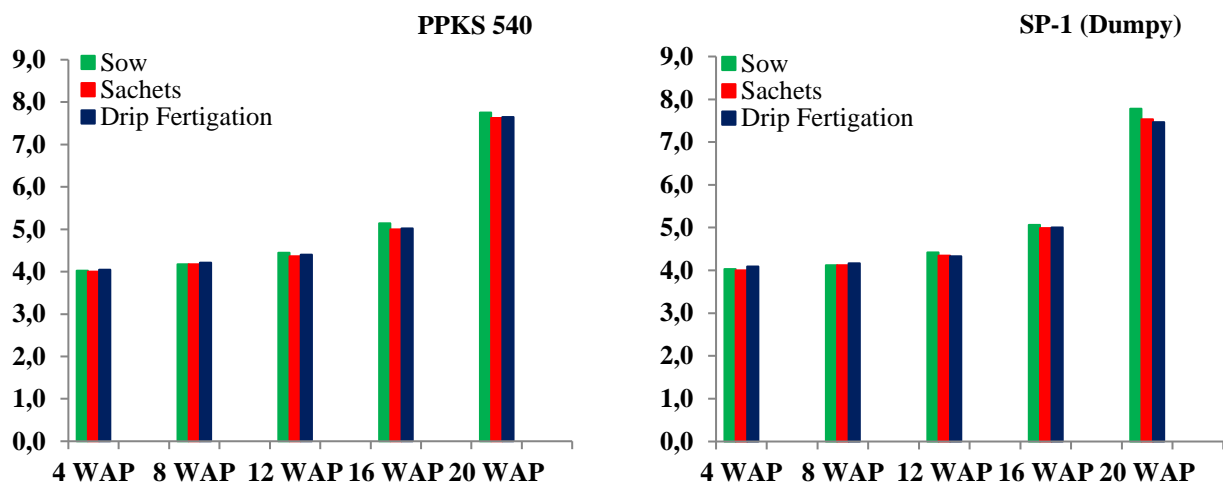 PPKS 540
9,0
8,0
7,0
6,0
5,0
4,0
3,0
2,0
1,0
0,0
Sow
Sachets
Drip Fertigation
4 WAP 8 WAP 12 WAP 16 WAP 20 WAP
SP-1 (Dumpy)
9,0
8,0
7,0
6,0
5,0
4,0
3,0
2,0
1,0
0,0
Sow
Sachets
Drip Fertigation
4 WAP 8 WAP 12 WAP 16 WAP 20 WAP